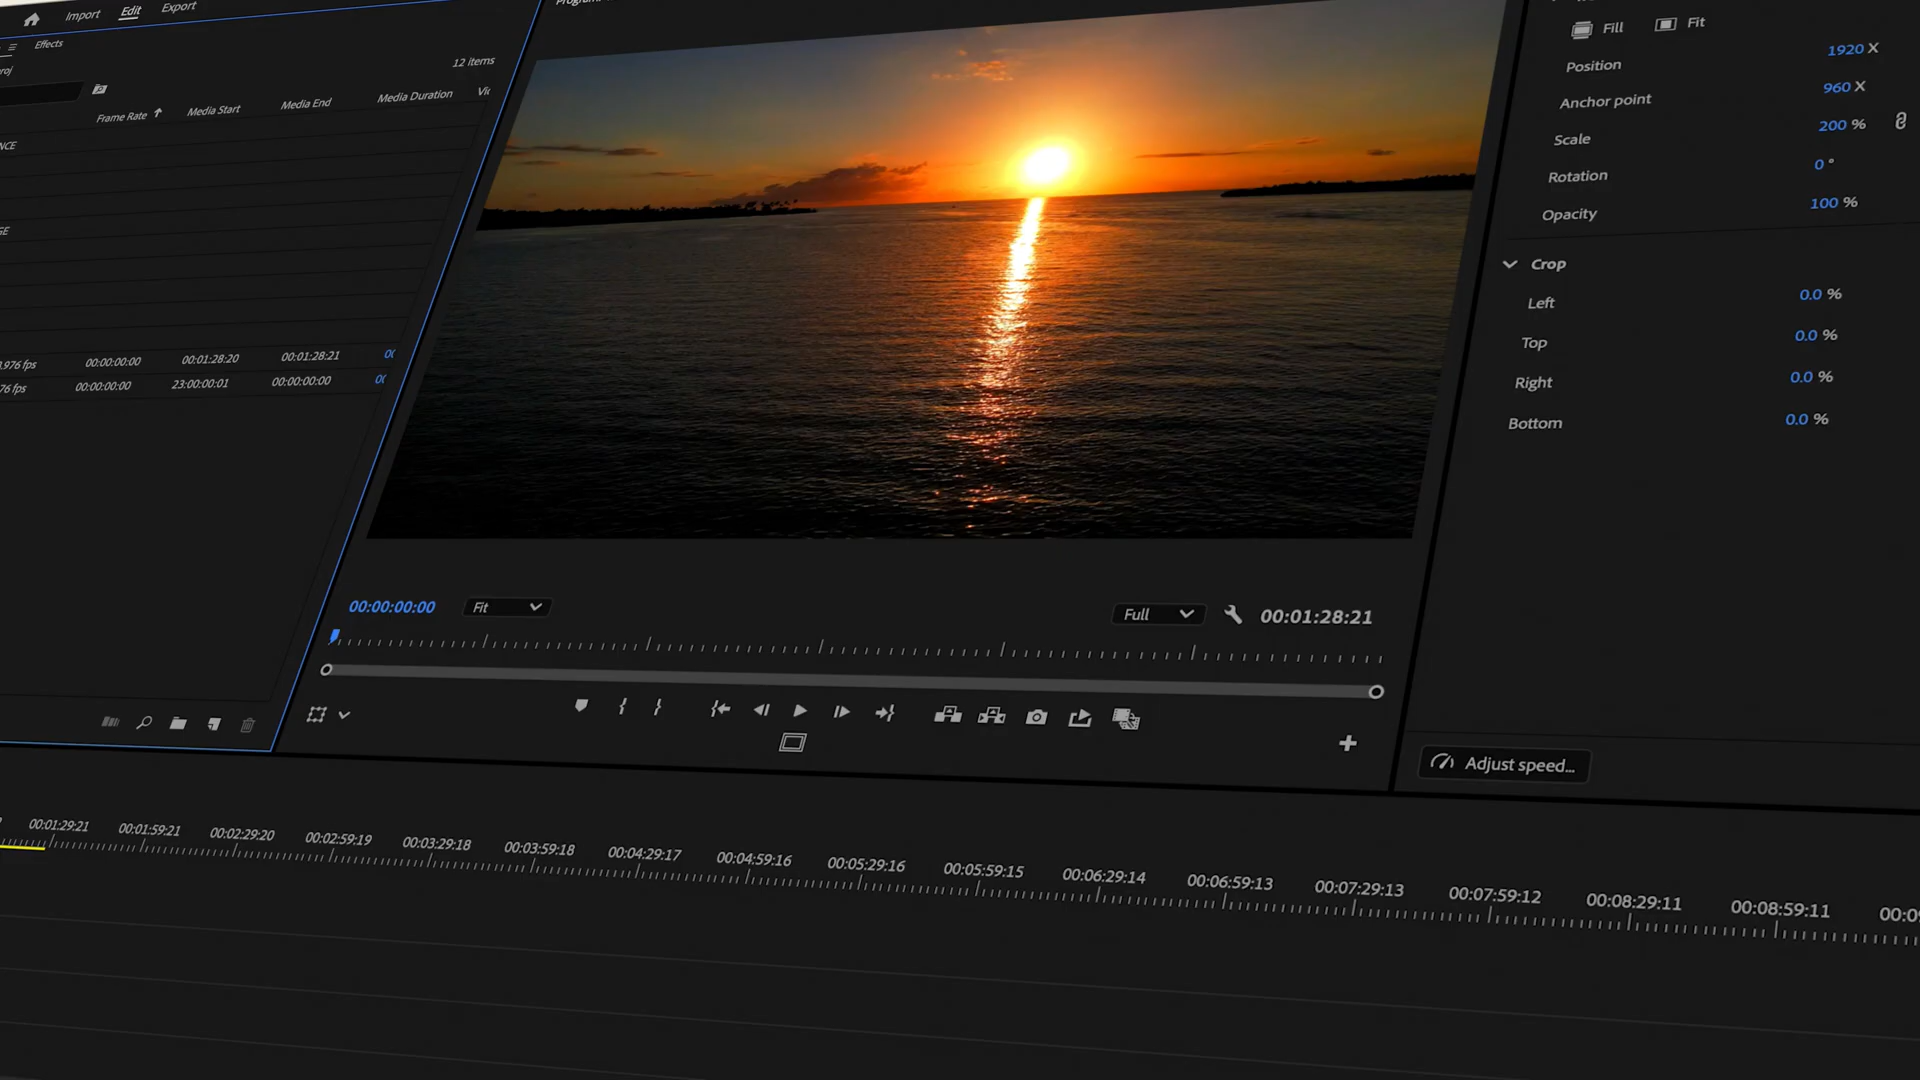 Import Edit Export
Effects
12 items
Frame Rate Media Start Media End Media Duration
00:00:00:00 00:01:28:20 00:01:28:21
00:00:00:00 23:00:00:01 00:00:00:00
00:00:00:00 Fit Full 00:01:28:21
Fill Fit
Position 1920 X
Anchor point 960 X
Scale 200 %
Rotation 0 °
Opacity 100 %
Crop
Left 0.0 %
Top 0.0 %
Right 0.0 %
Bottom 0.0 %
Adjust speed...
00:01:29:21 00:01:59:21 00:02:29:20 00:02:59:19 00:03:29:18 00:03:59:18 00:04:29:17 00:04:59:16 00:05:29:16 00:05:59:15 00:06:29:14 00:06:59:13 00:07:29:13 00:07:59:12 00:08:29:11 00:08:59:11